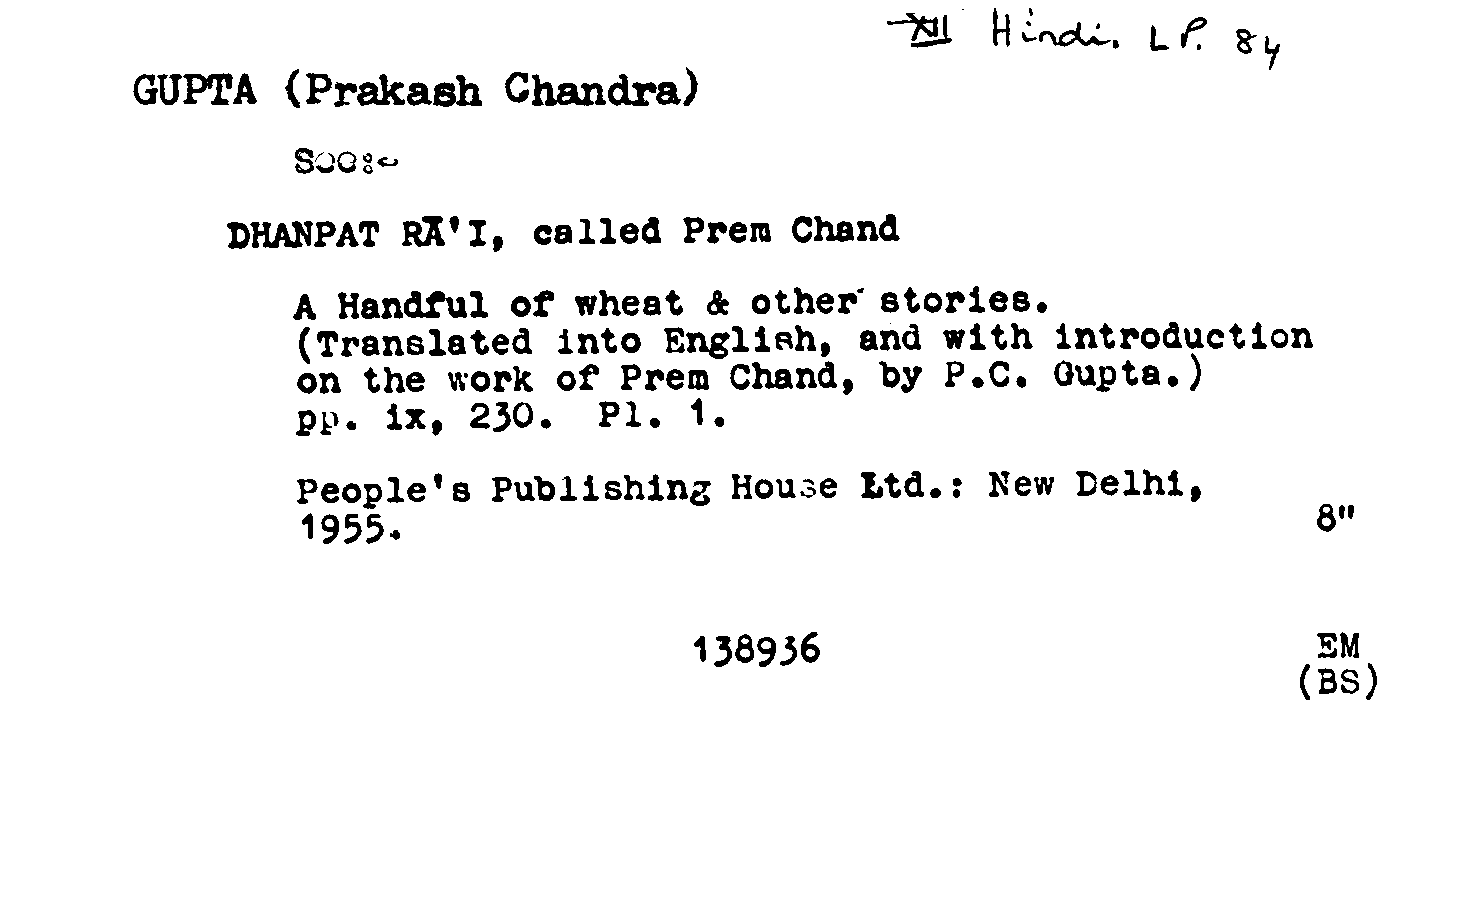 XII Hindi. L P. 84
GUPTA (Prakash Chandra)
DHANPAT RĀ'I, called Prem Chand
A Handful of wheat & other stories.
(Translated into English, and with introduction
on the work of Prem Chand, by P.C. Gupta.)
pp. ix, 230. Pl. 1.
People's Publishing House Ltd.: New Delhi,
1955.
8"
138936
EM
(BS)